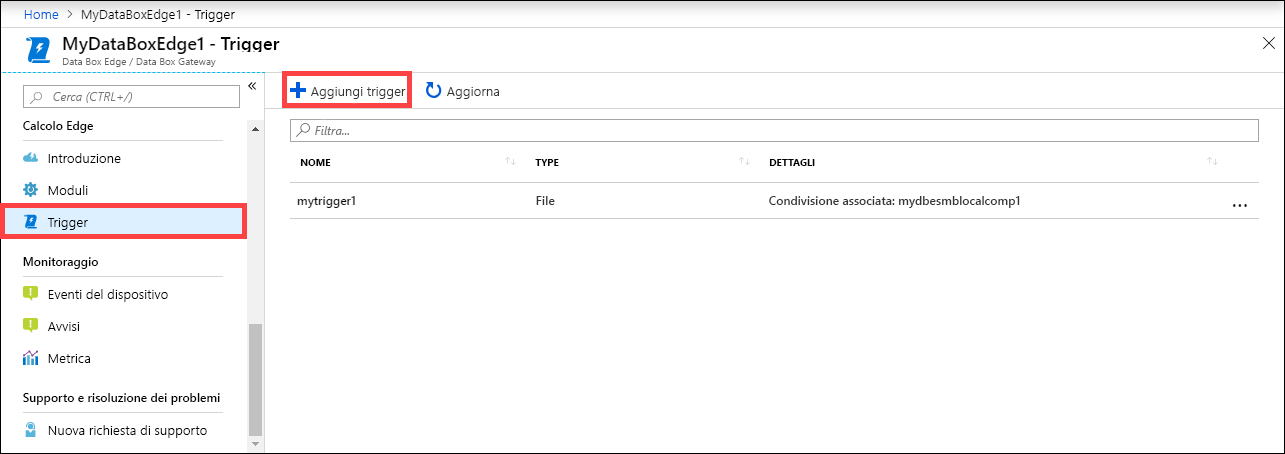 Home > MyDataBoxEdge1 - Trigger
MyDataBoxEdge1 - Trigger
Data Box Edge / Data Box Gateway
Cerca (CTRL+/)
Calcolo Edge
Introduzione
Moduli
Trigger
Monitoraggio
Eventi del dispositivo
Avvisi
Metrica
Supporto e risoluzione dei problemi
Nuova richiesta di supporto
Aggiungi trigger Aggiorna
Filtra...
NOME TYPE DETTAGLI
mytrigger1 File Condivisione associata: mydbesmblocalcomp1